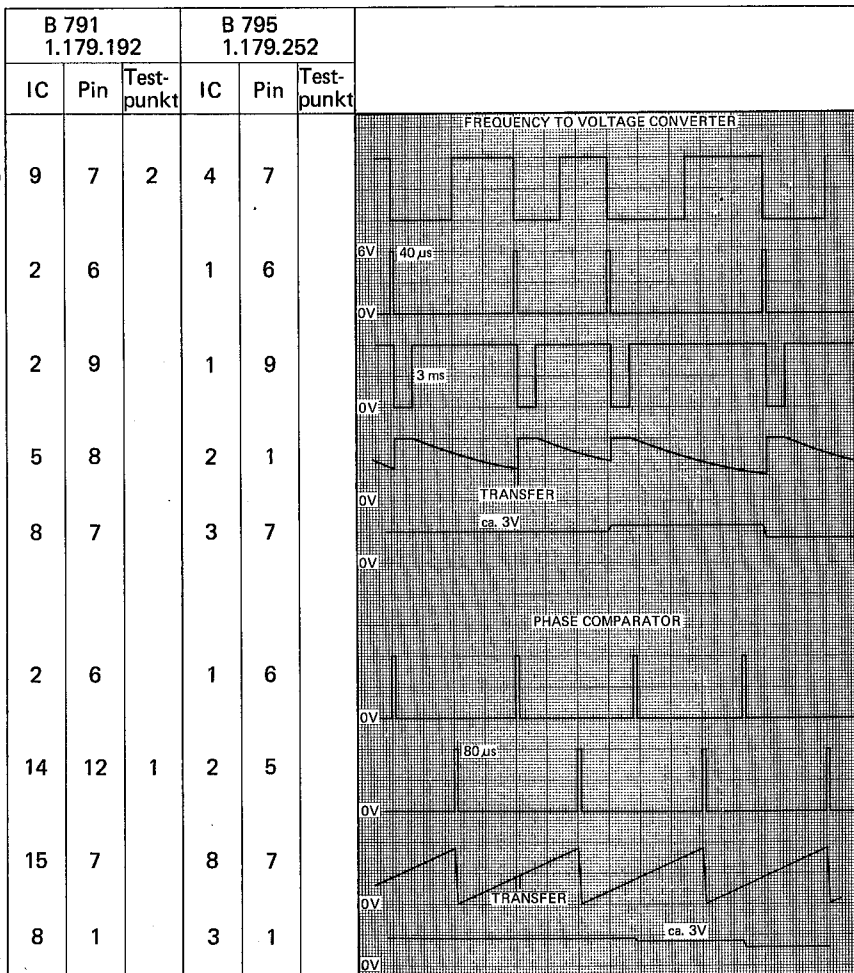 B 791 B 795
1.179.192 1.179.252
IC Pin Test-punkt IC Pin Test-punkt
FREQUENCY TO VOLTAGE CONVERTER
9 7 2 4 7
2 6 1 6 6V 40 µs
0V
2 9 1 9 3 ms
0V
5 8 2 1
0V TRANSFER
8 7 3 7 ca. 3V
0V
PHASE COMPARATOR
2 6 1 6
0V
14 12 1 2 5 80 µs
0V
15 7 8 7
0V TRANSFER
8 1 3 1 ca. 3V
0V